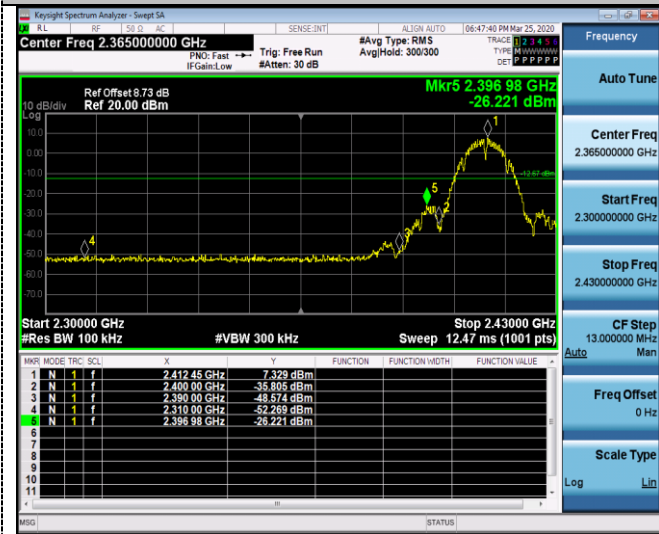 Keysight Spectrum Analyzer - Swept SA
RL RF 50 Ω AC SENSE:INT ALIGN AUTO 06:47:40 PM Mar 25, 2020
Center Freq 2.365000000 GHz
#Avg Type: RMS
TRACE 1 2 3 4 5 6
PNO: Fast Trig: Free Run Avg|Hold: 300/300
TYPE M W W W W W
IFGain:Low #Atten: 30 dB
DET P P P P P P
Ref Offset 8.73 dB
Mkr5 2.396 98 GHz
10 dB/div Ref 20.00 dBm -26.221 dBm
Log
10.0
0.00
-10.0
-12.67 dBm
-20.0
-30.0
-40.0
-50.0
-60.0
-70.0
1
5
2
3
4
Start 2.30000 GHz Stop 2.43000 GHz
#Res BW 100 kHz #VBW 300 kHz Sweep 12.47 ms (1001 pts)
MKR MODE TRC SCL X Y FUNCTION FUNCTION WIDTH FUNCTION VALUE
1 N 1 f 2.412 45 GHz 7.329 dBm
2 N 1 f 2.400 00 GHz -35.805 dBm
3 N 1 f 2.390 00 GHz -48.574 dBm
4 N 1 f 2.310 00 GHz -52.269 dBm
5 N 1 f 2.396 98 GHz -26.221 dBm
6
7
8
9
10
11
MSG STATUS
Frequency
Auto Tune
Center Freq
2.365000000 GHz
Start Freq
2.300000000 GHz
Stop Freq
2.430000000 GHz
CF Step
13.000000 MHz
Auto Man
Freq Offset
0 Hz
Scale Type
Log Lin